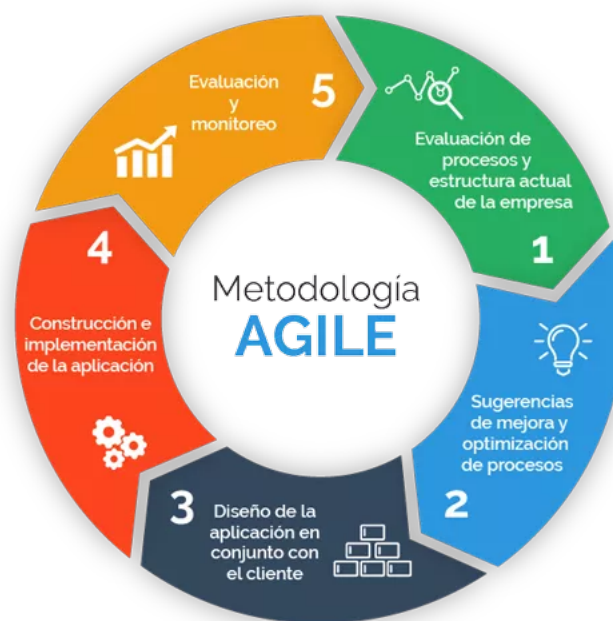 Metodología
AGILE
Evaluación de
procesos y
estructura actual
de la empresa
1
Sugerencias
de mejora y
optimización
de procesos
2
3
Diseño de la
aplicación en
conjunto con
el cliente
4
Construcción e
implementación
de la aplicación
5
Evaluación
y
monitoreo